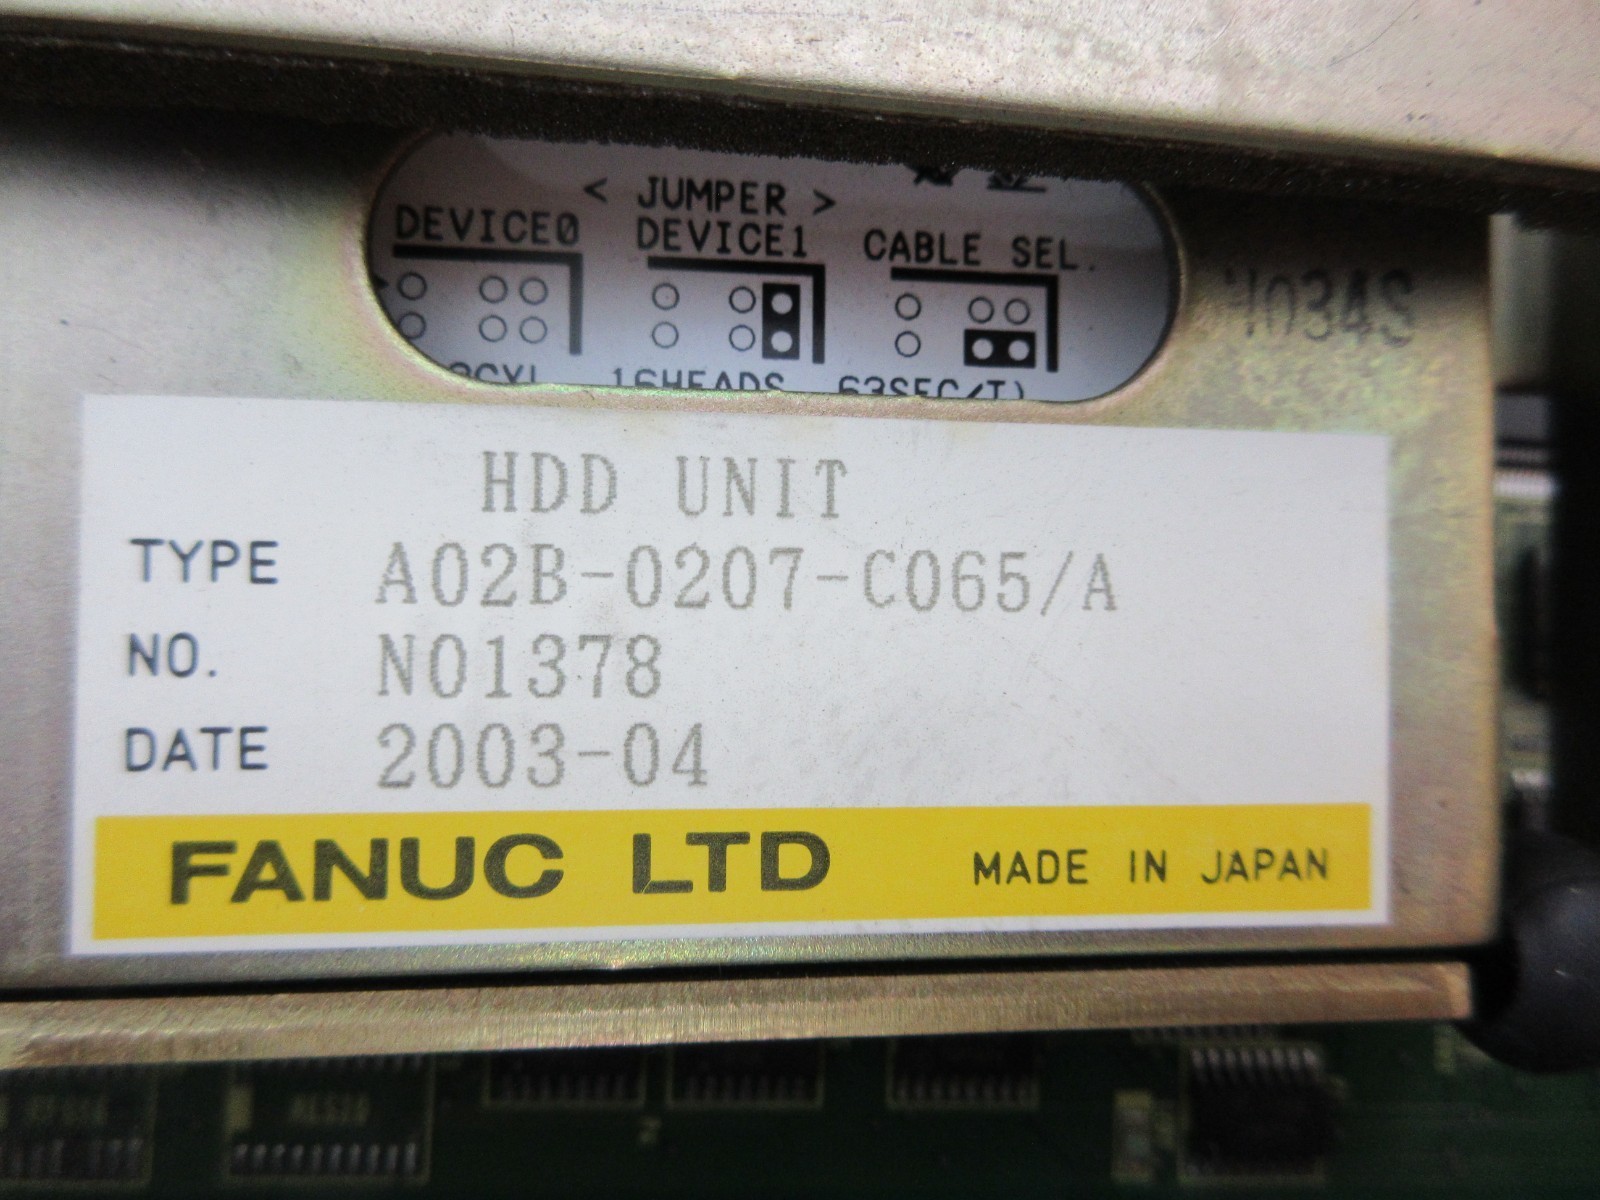 < JUMPER >
DEVICE0 DEVICE1 CABLE SEL.
16HEADS 63SEC/T)
HDD UNIT
TYPE A02B-0207-C065/A
NO. N01378
DATE 2003-04
FANUC LTD MADE IN JAPAN